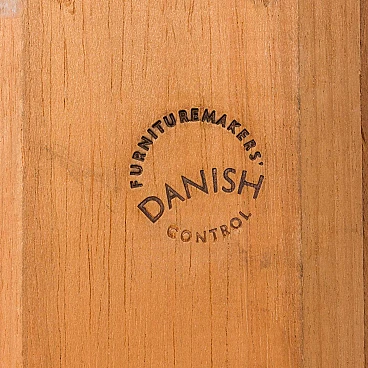 FURNITUREMAKERS'
DANISH
CONTROL